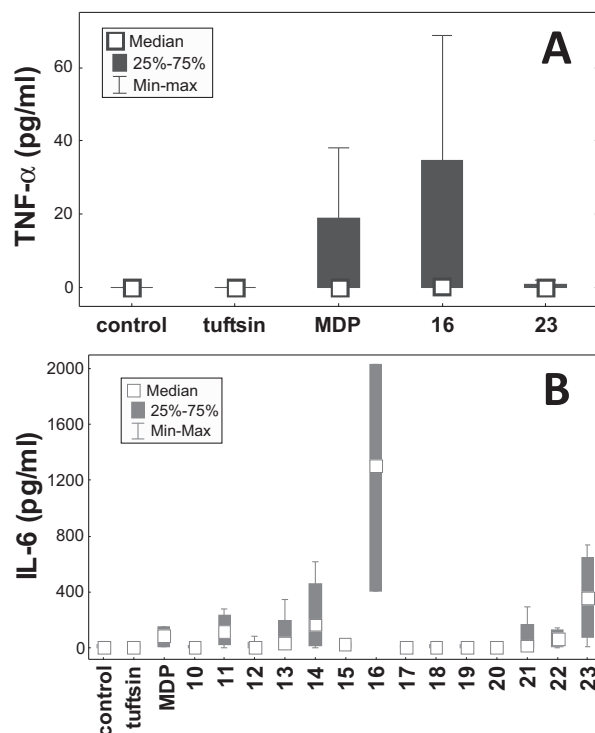 A
Median
25%-75%
Min-max
TNF-α (pg/ml)
60
40
20
0
control tuftsin MDP 16 23
B
Median
25%-75%
Min-Max
IL-6 (pg/ml)
2000
1600
1200
800
400
0
control tuftsin MDP 10 11 12 13 14 15 16 17 18 19 20 21 22 23